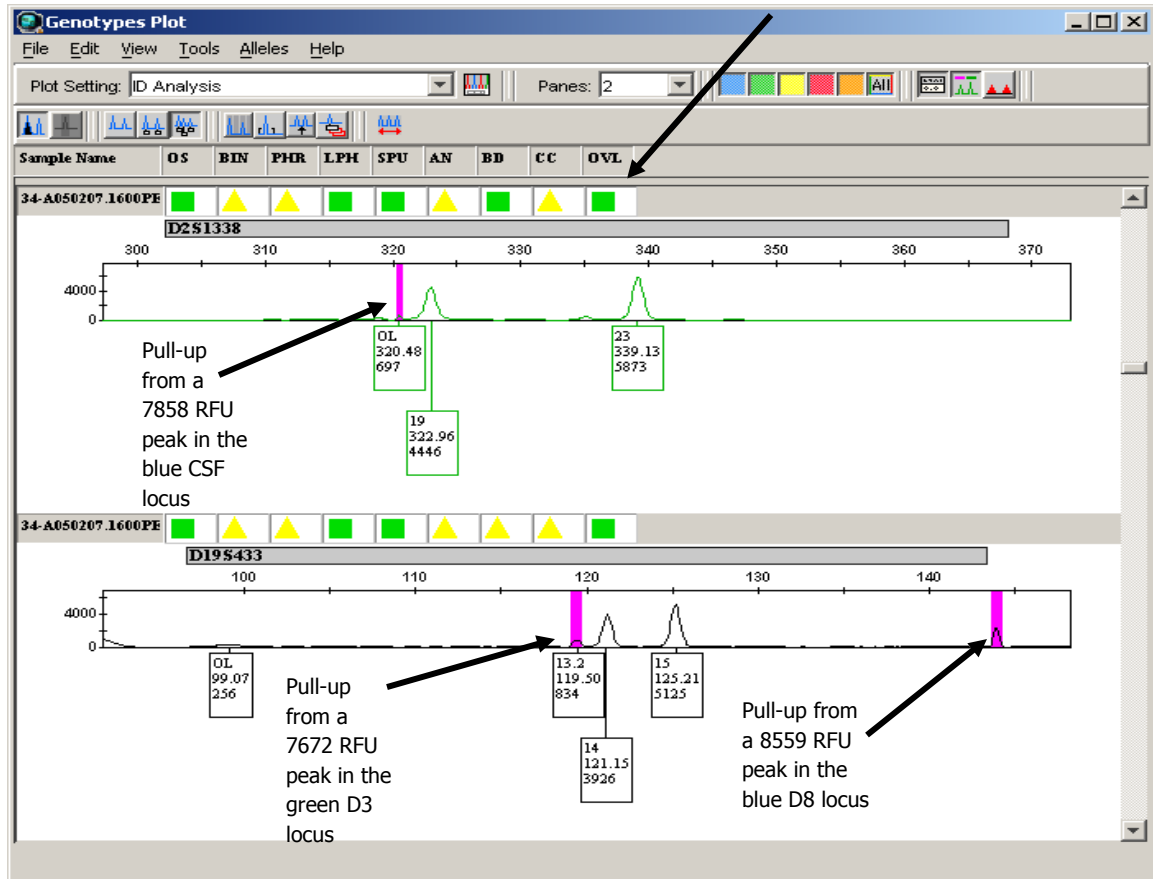 Genotypes Plot
File Edit View Tools Alleles Help
Plot Setting: ID Analysis Panes: 2 All
Sample Name OS BIN PHR LPH SPU AN BD CC OVL
34-A050207.1600PE
D2S1338
300 310 320 330 340 350 360 370
4000
0
OL
320.48
697
19
322.96
4446
23
339.13
5873
Pull-up
from a
7858 RFU
peak in the
blue CSF
locus
34-A050207.1600PE
D19S433
100 110 120 130 140
4000
0
OL
99.07
256
13.2
119.50
834
14
121.15
3926
15
125.21
5125
Pull-up
from a
7672 RFU
peak in the
green D3
locus
Pull-up from
a 8559 RFU
peak in the
blue D8 locus